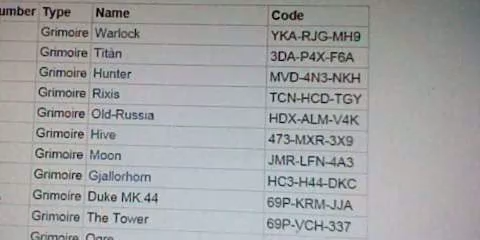 umber Type Name Code
Grimoire Warlock YKA-RJG-MH9
Grimoire Titan 3DA-P4X-F6A
Grimoire Hunter MVD-4N3-NKH
Grimoire Rixis TCN-HCD-TGY
Grimoire Old-Russia HDX-ALM-V4K
Grimoire Hive 473-MXR-3X9
Grimoire Moon JMR-LFN-4A3
Grimoire Gjallorhorn HC3-H44-DKC
Grimoire Duke MK.44 69P-KRM-JJA
Grimoire The Tower 69P-VCH-337
Grimoire Ogre